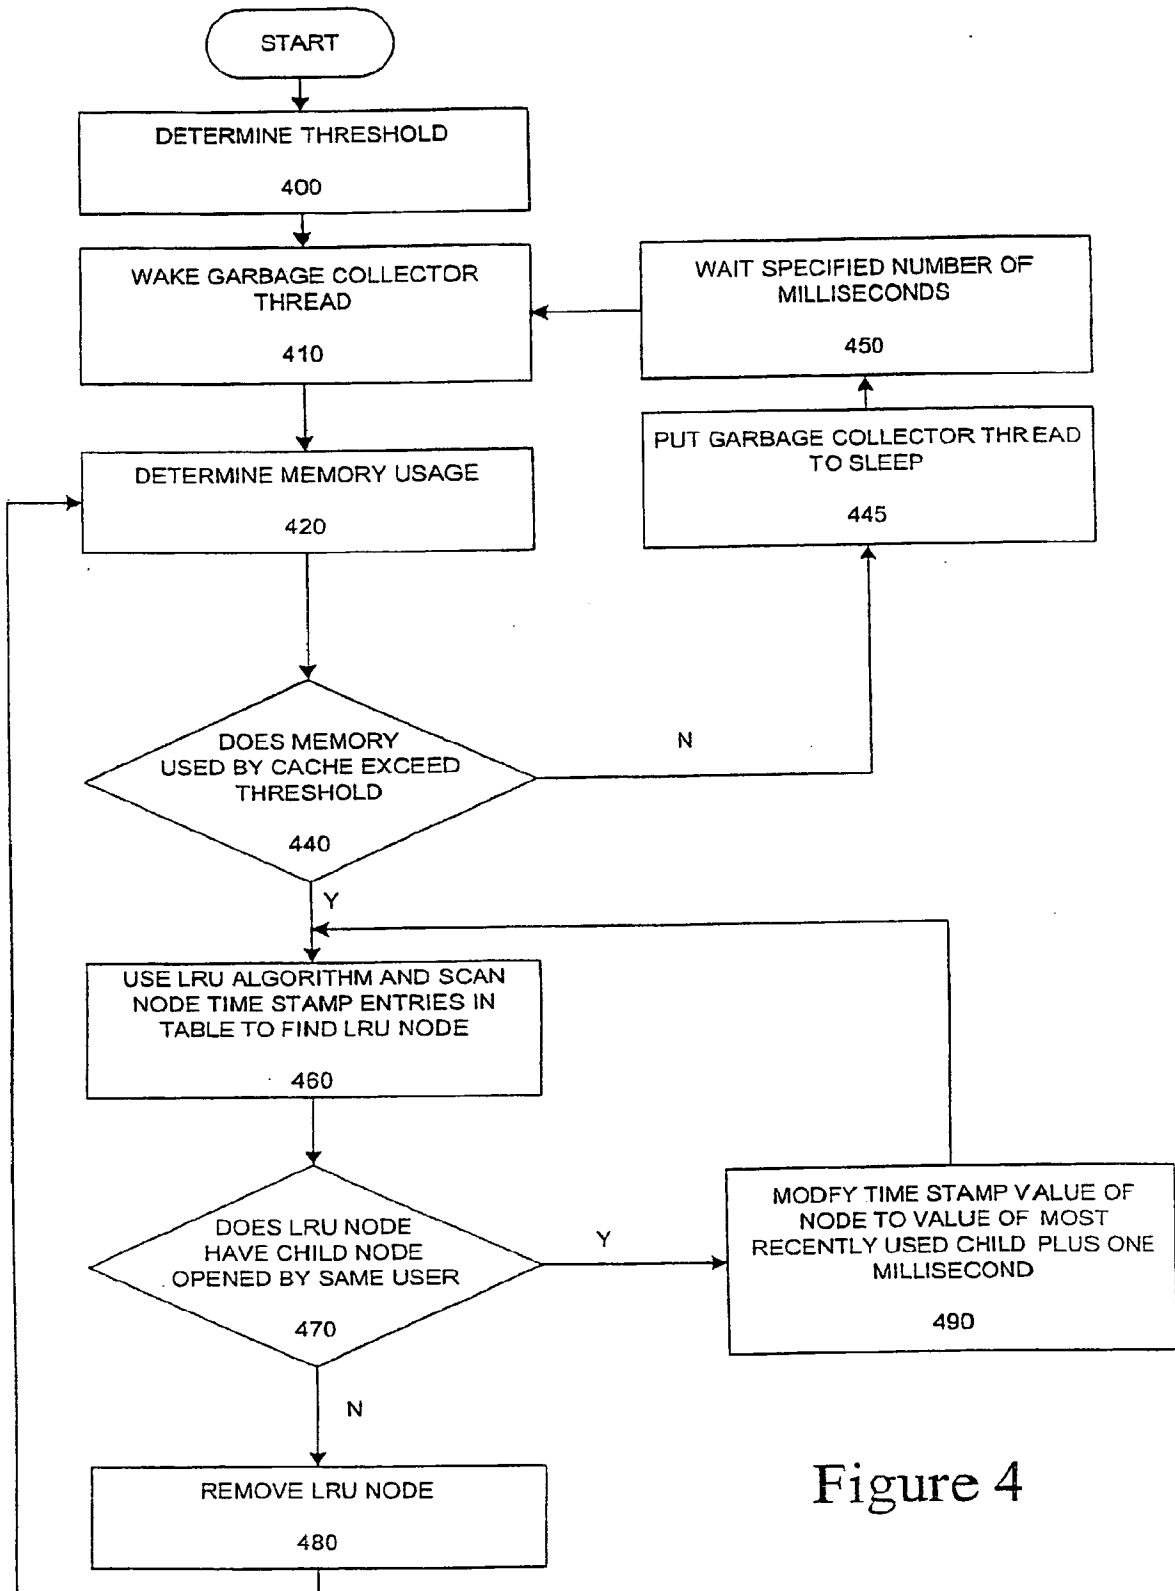 START
DETERMINE THRESHOLD
400
WAKE GARBAGE COLLECTOR
THREAD
410
WAIT SPECIFIED NUMBER OF
MILLISECONDS
450
PUT GARBAGE COLLECTOR THREAD
TO SLEEP
445
DETERMINE MEMORY USAGE
420
DOES MEMORY
USED BY CACHE EXCEED
THRESHOLD
440
N
Y
USE LRU ALGORITHM AND SCAN
NODE TIME STAMP ENTRIES IN
TABLE TO FIND LRU NODE
460
DOES LRU NODE
HAVE CHILD NODE
OPENED BY SAME USER
470
Y
MODFY TIME STAMP VALUE OF
NODE TO VALUE OF MOST
RECENTLY USED CHILD PLUS ONE
MILLISECOND
490
N
REMOVE LRU NODE
480
Figure 4